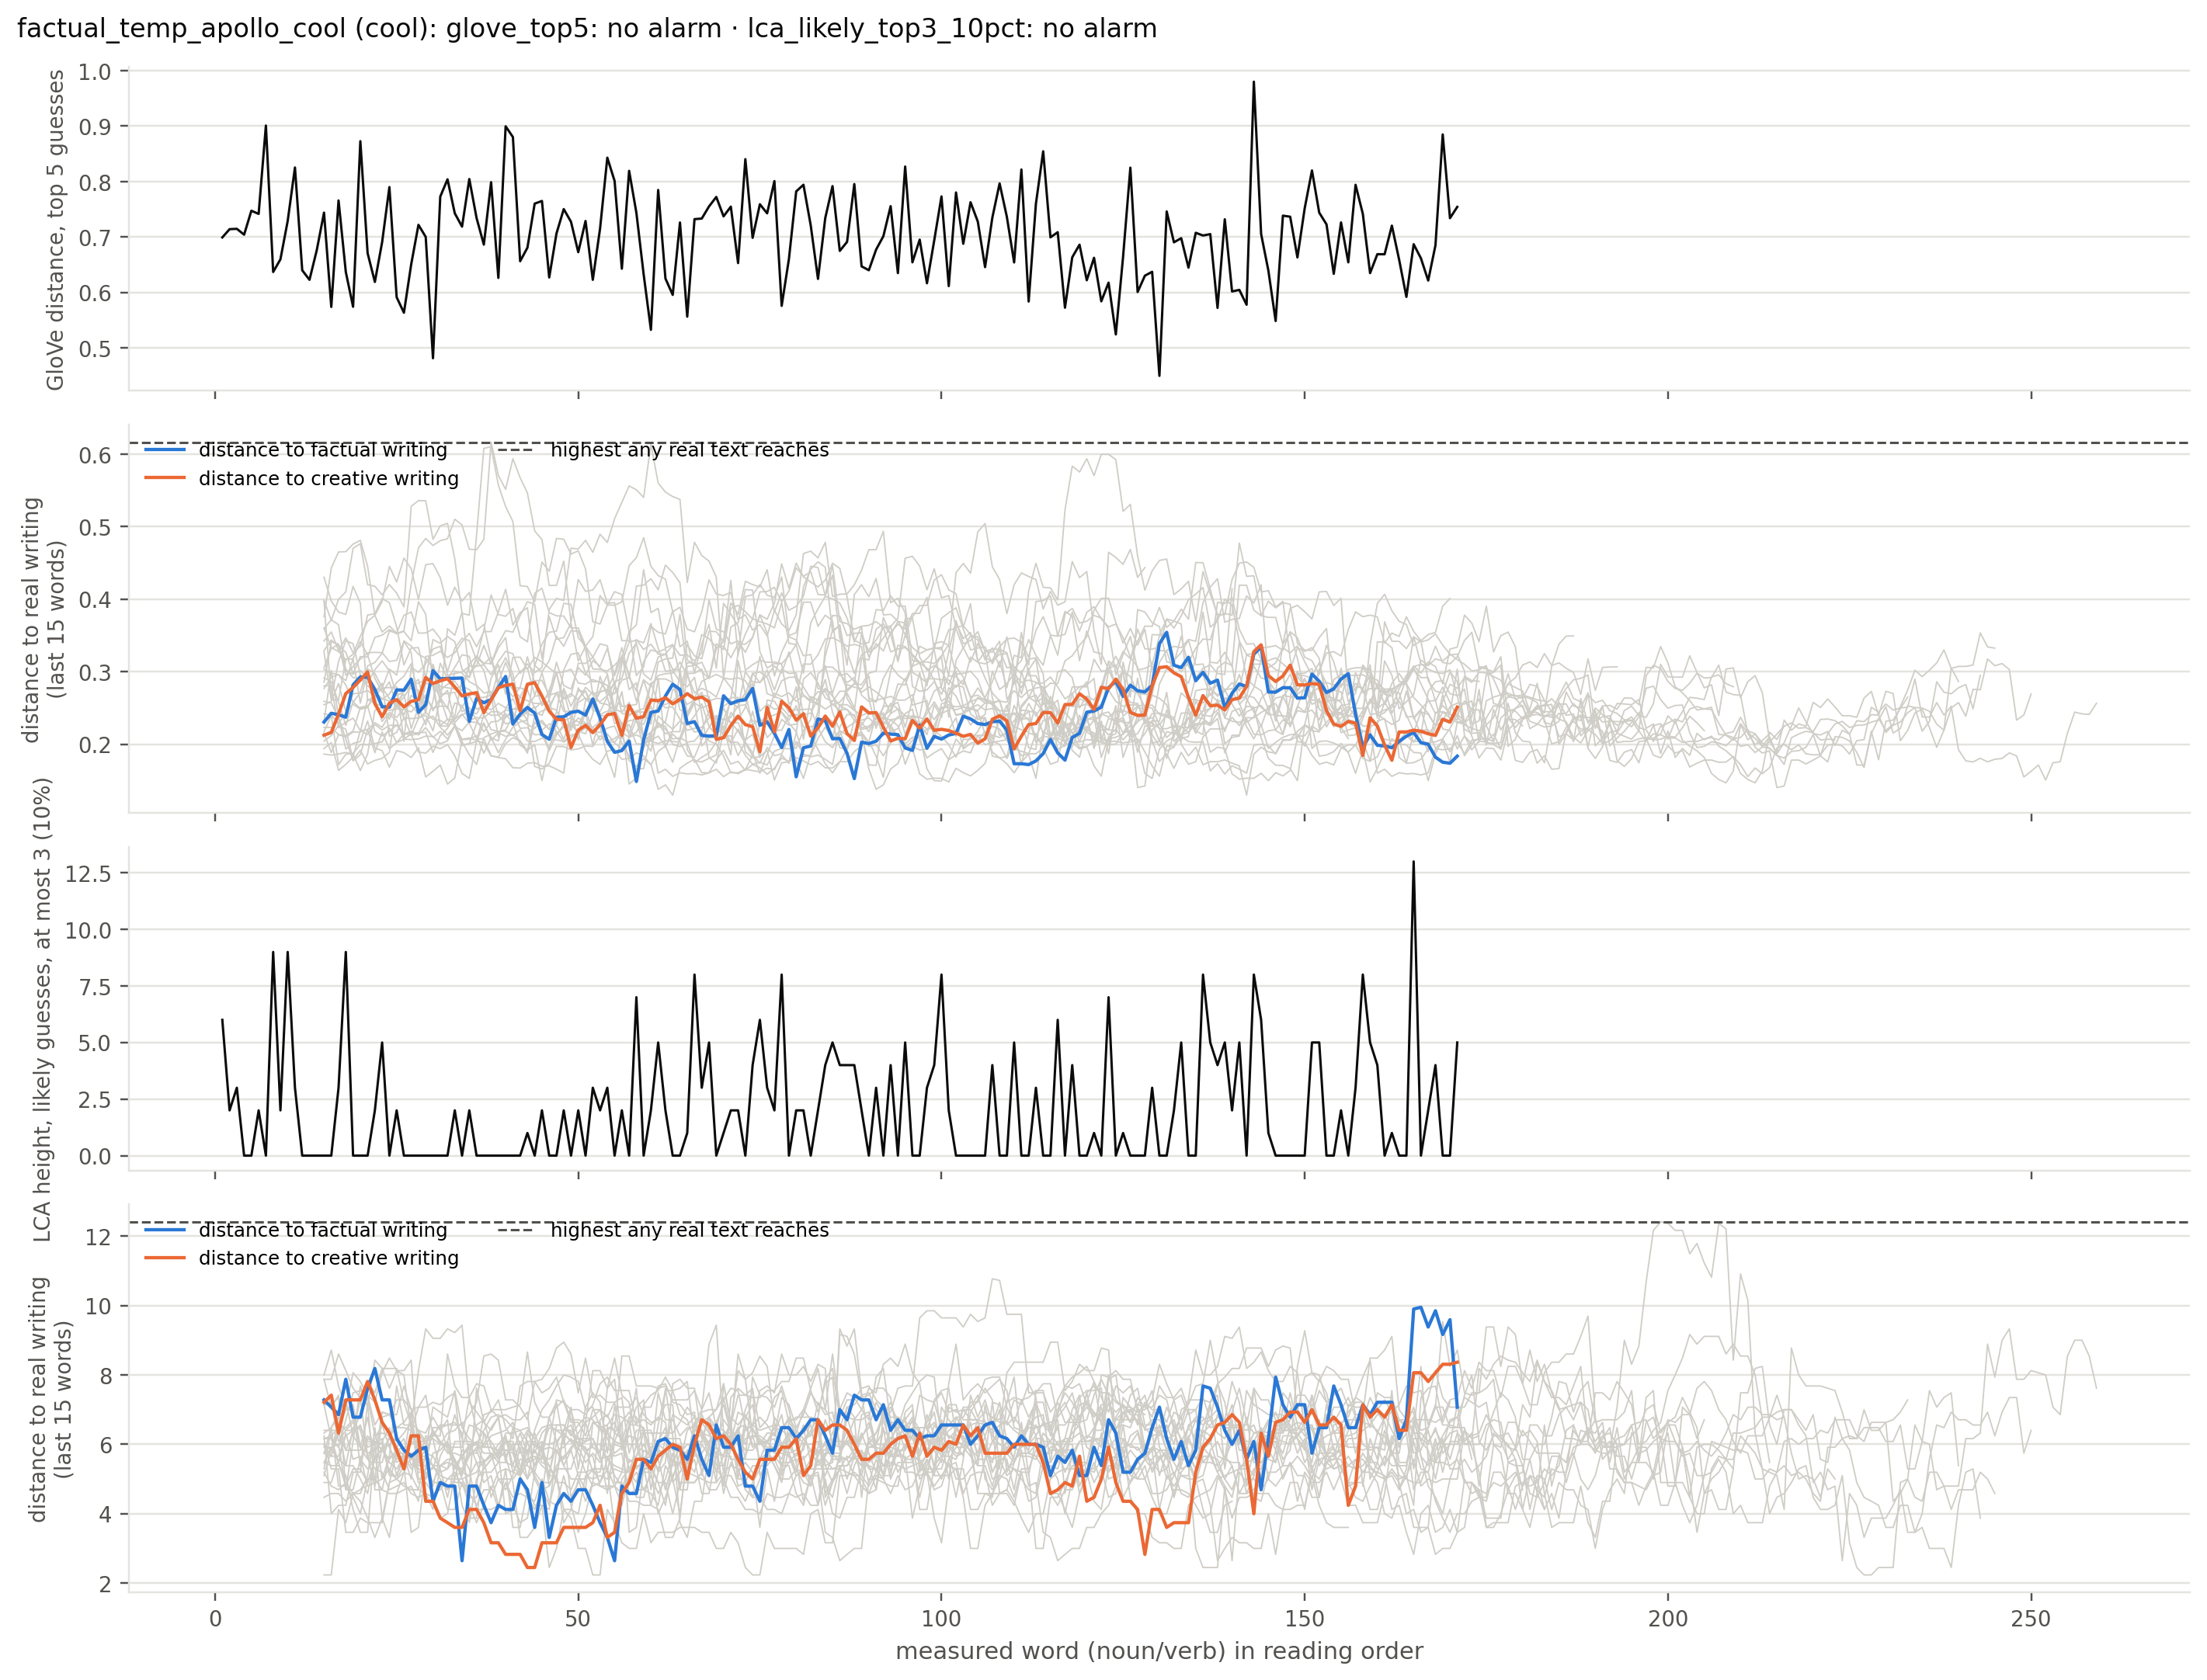 factual_temp_apollo_cool (cool): glove_top5: no alarm · lca_likely_top3_10pct: no alarm
GloVe distance, top 5 guesses
1.0
0.9
0.8
0.7
0.6
0.5
distance to real writing
(last 15 words)
0.6
0.5
0.4
0.3
0.2
distance to factual writing
distance to creative writing
highest any real text reaches
LCA height, likely guesses, at most 3 (10%)
12.5
10.0
7.5
5.0
2.5
0.0
distance to real writing
(last 15 words)
12
10
8
6
4
2
distance to factual writing
distance to creative writing
highest any real text reaches
0 50 100 150 200 250
measured word (noun/verb) in reading order